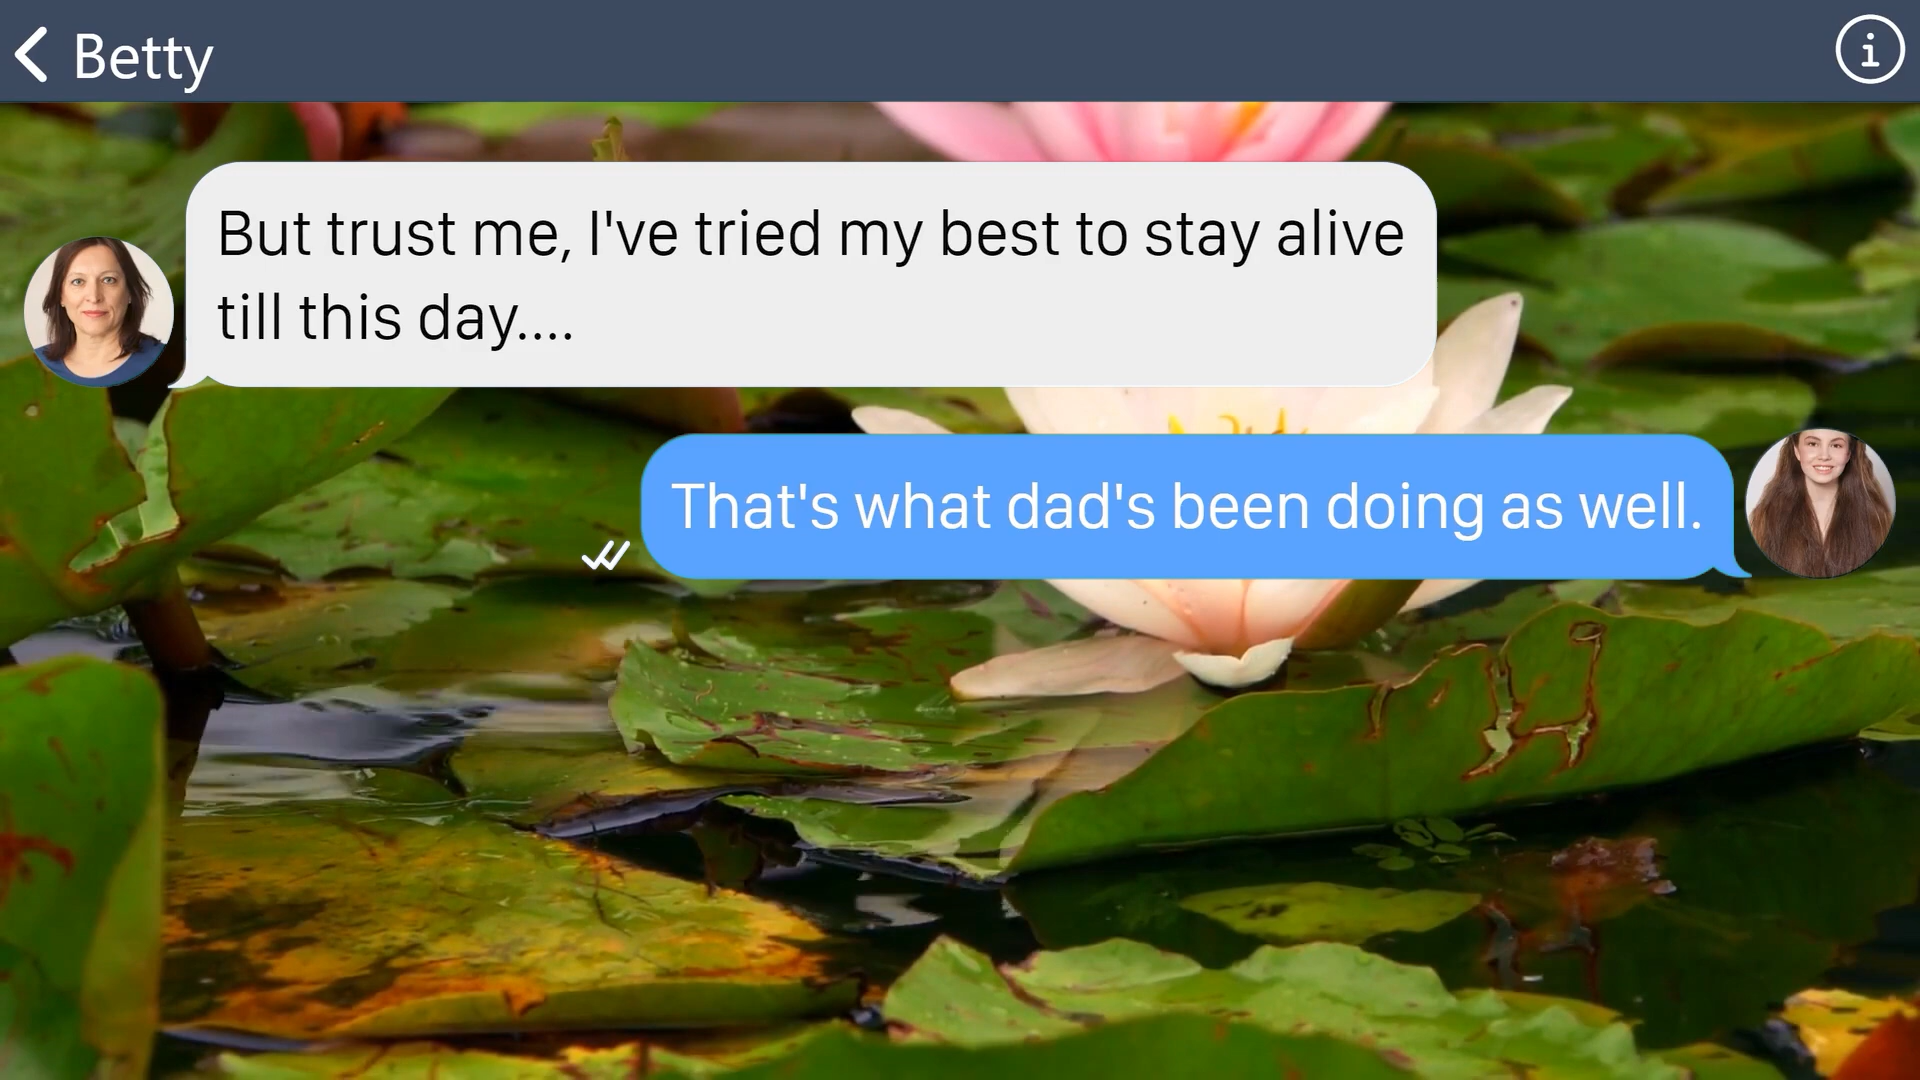 Betty
But trust me, I've tried my best to stay alive
till this day....
That's what dad's been doing as well.